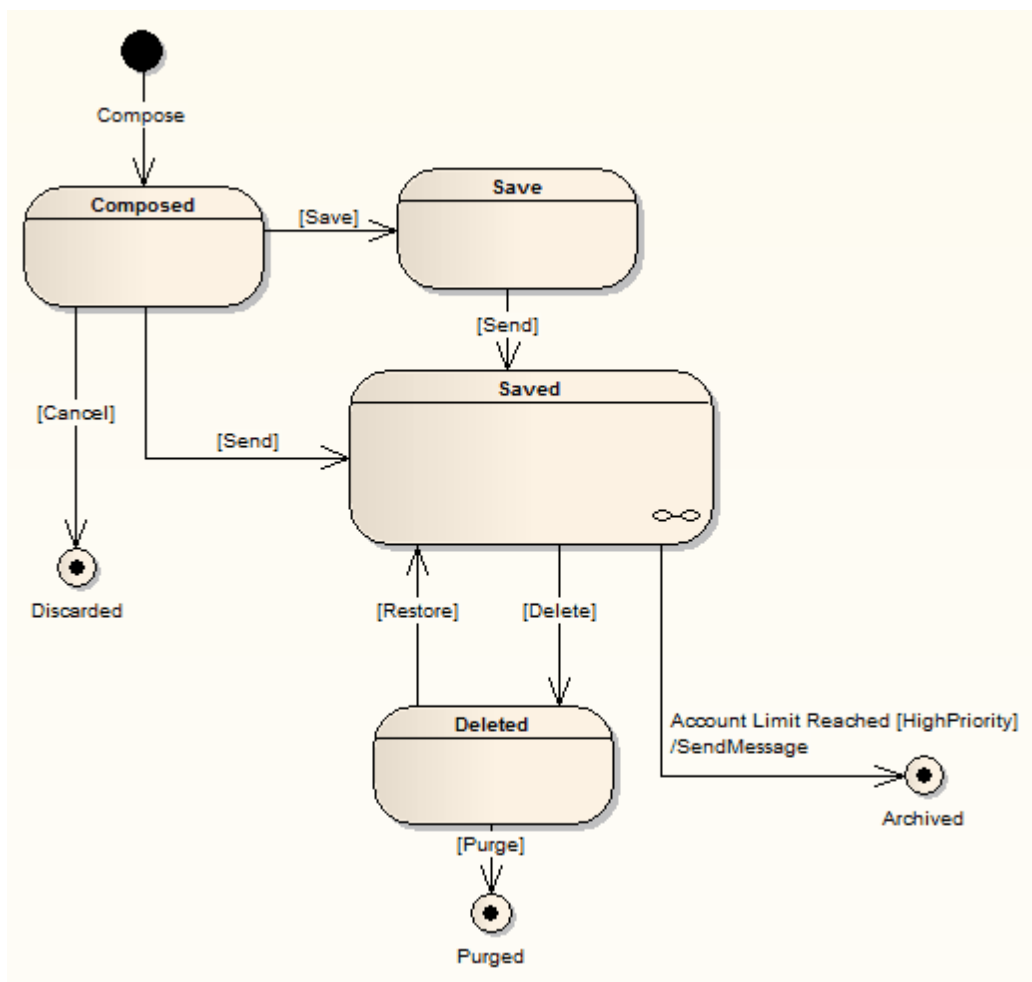 Compose
Composed
Save
[Save]
[Send]
Saved
[Cancel]
[Send]
Discarded
[Restore]
[Delete]
Deleted
Account Limit Reached [HighPriority]
/SendMessage
Archived
[Purge]
Purged